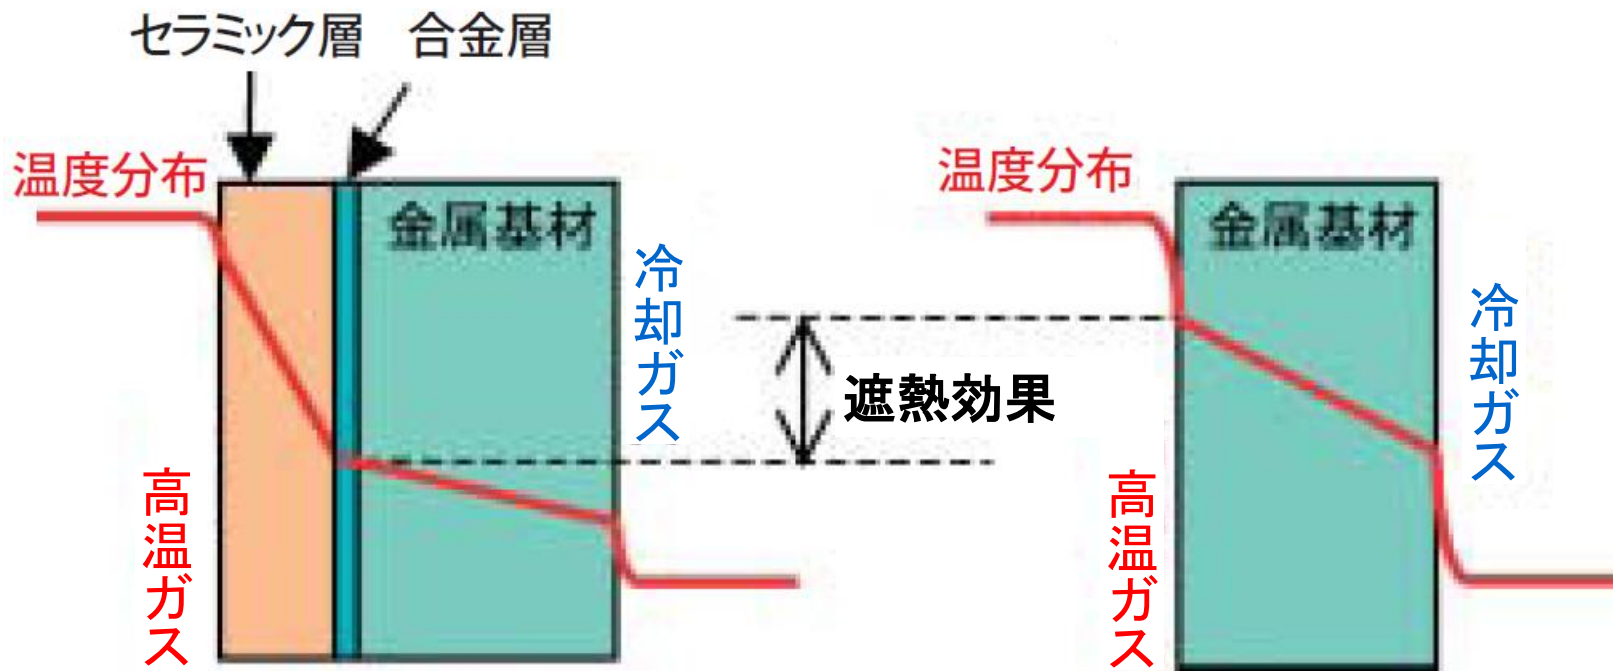 セラミック層 合金層
温度分布
金属基材
冷却ガス
高温ガス
遮熱効果
温度分布
金属基材
冷却ガス
高温ガス